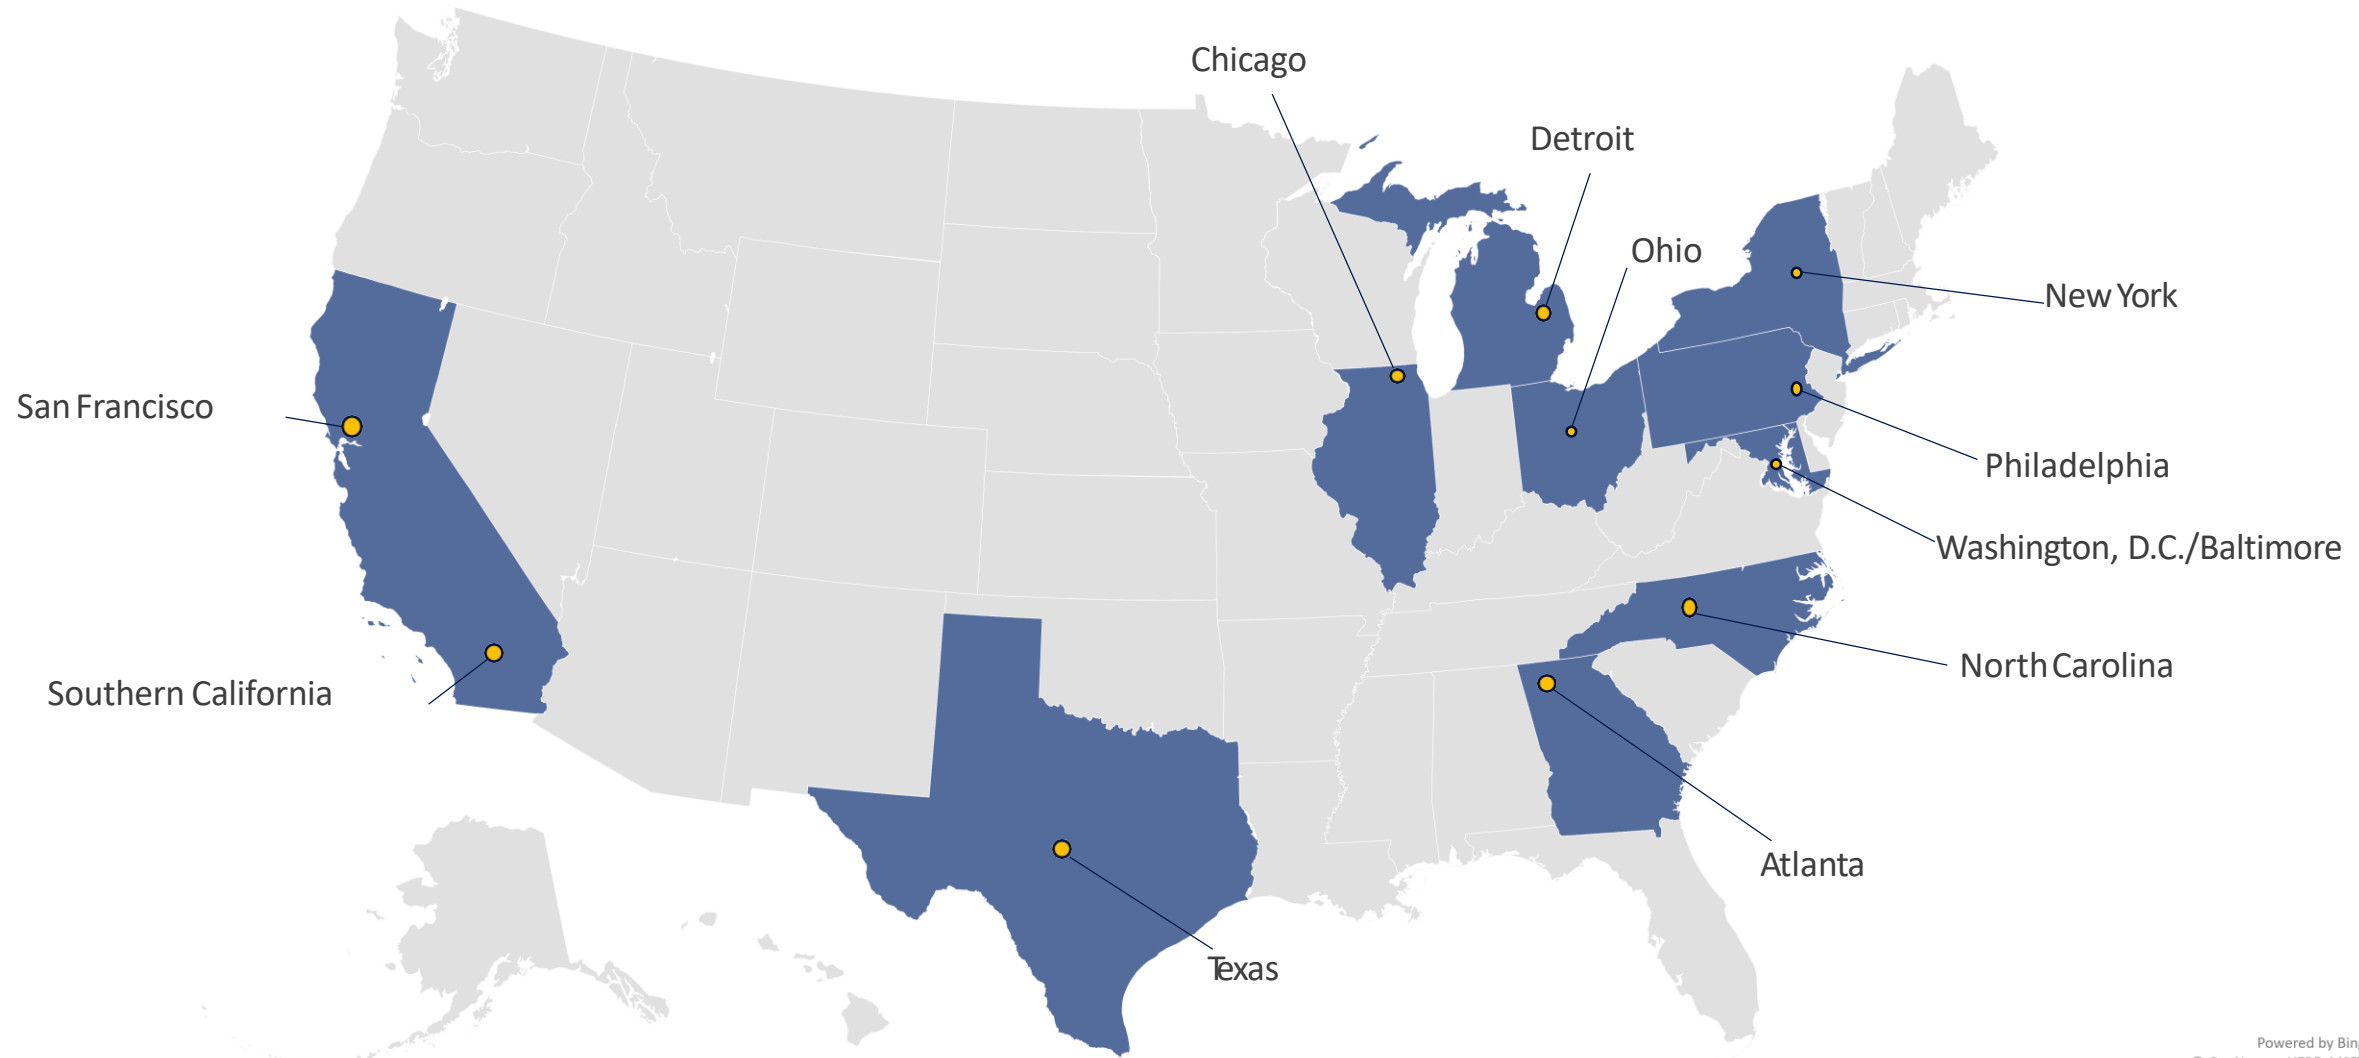 Chicago
Detroit
Ohio
New York
San Francisco
Philadelphia
Washington, D.C./Baltimore
North Carolina
Southern California
Atlanta
Texas
Powered by Bing